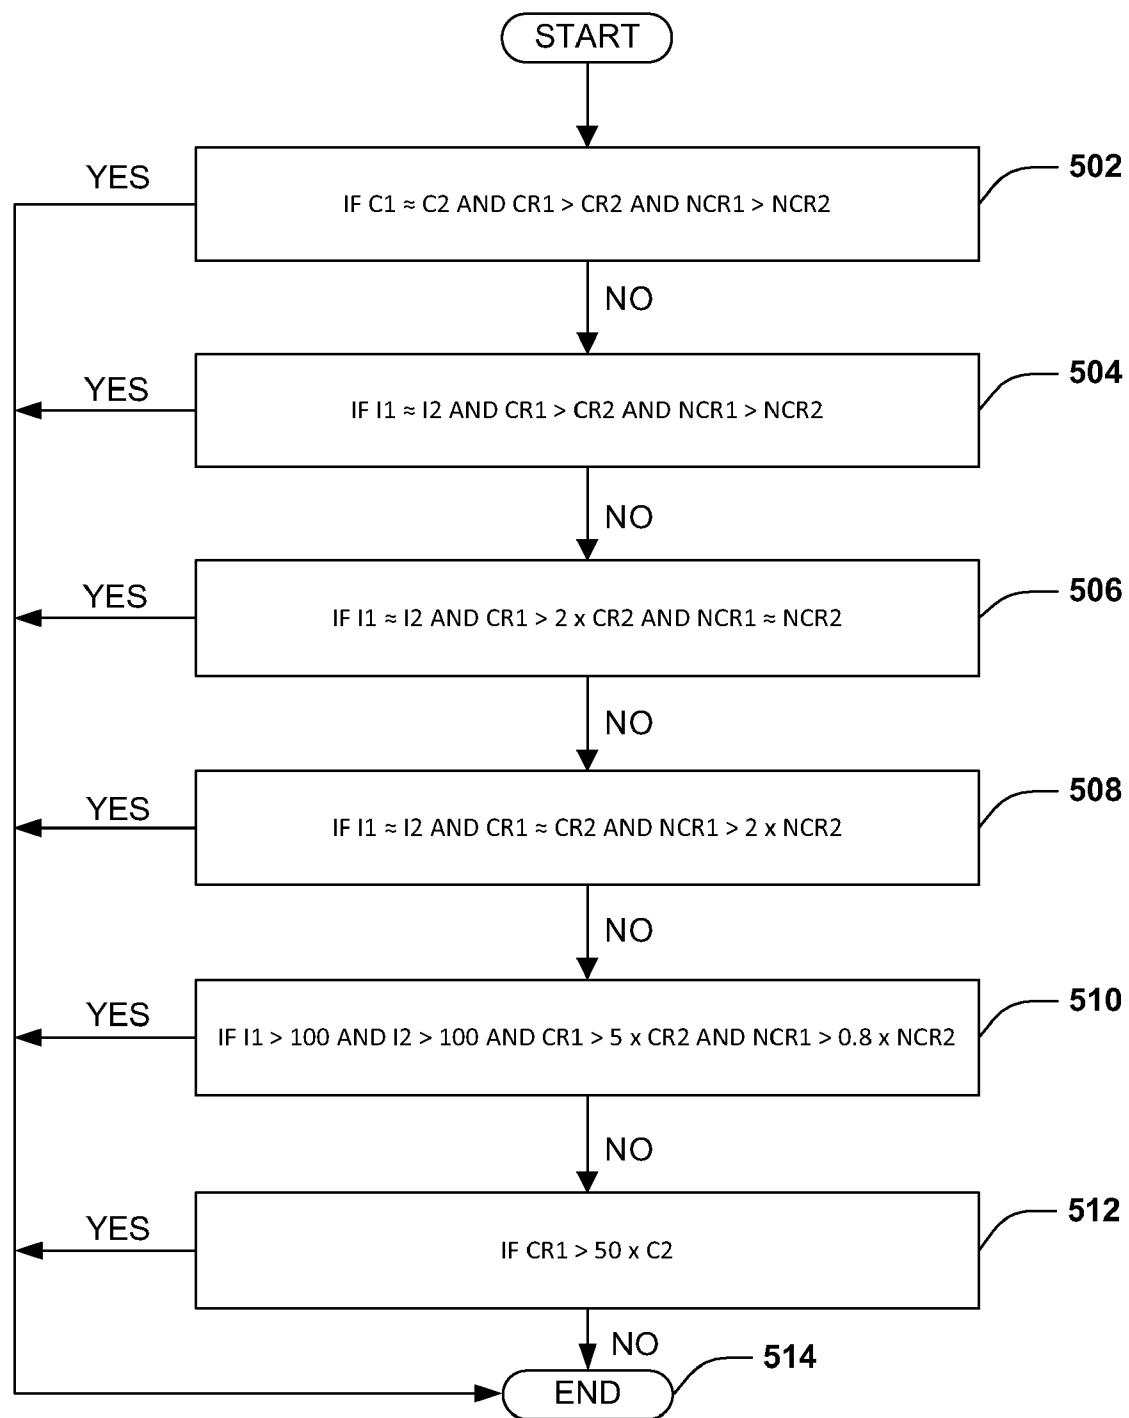 START
YES
IF C1 ≈ C2 AND CR1 > CR2 AND NCR1 > NCR2
502
NO
YES
IF I1 ≈ I2 AND CR1 > CR2 AND NCR1 > NCR2
504
NO
YES
IF I1 ≈ I2 AND CR1 > 2 x CR2 AND NCR1 ≈ NCR2
506
NO
YES
IF I1 ≈ I2 AND CR1 ≈ CR2 AND NCR1 > 2 x NCR2
508
NO
YES
IF I1 > 100 AND I2 > 100 AND CR1 > 5 x CR2 AND NCR1 > 0.8 x NCR2
510
NO
YES
IF CR1 > 50 x C2
512
NO
END
514